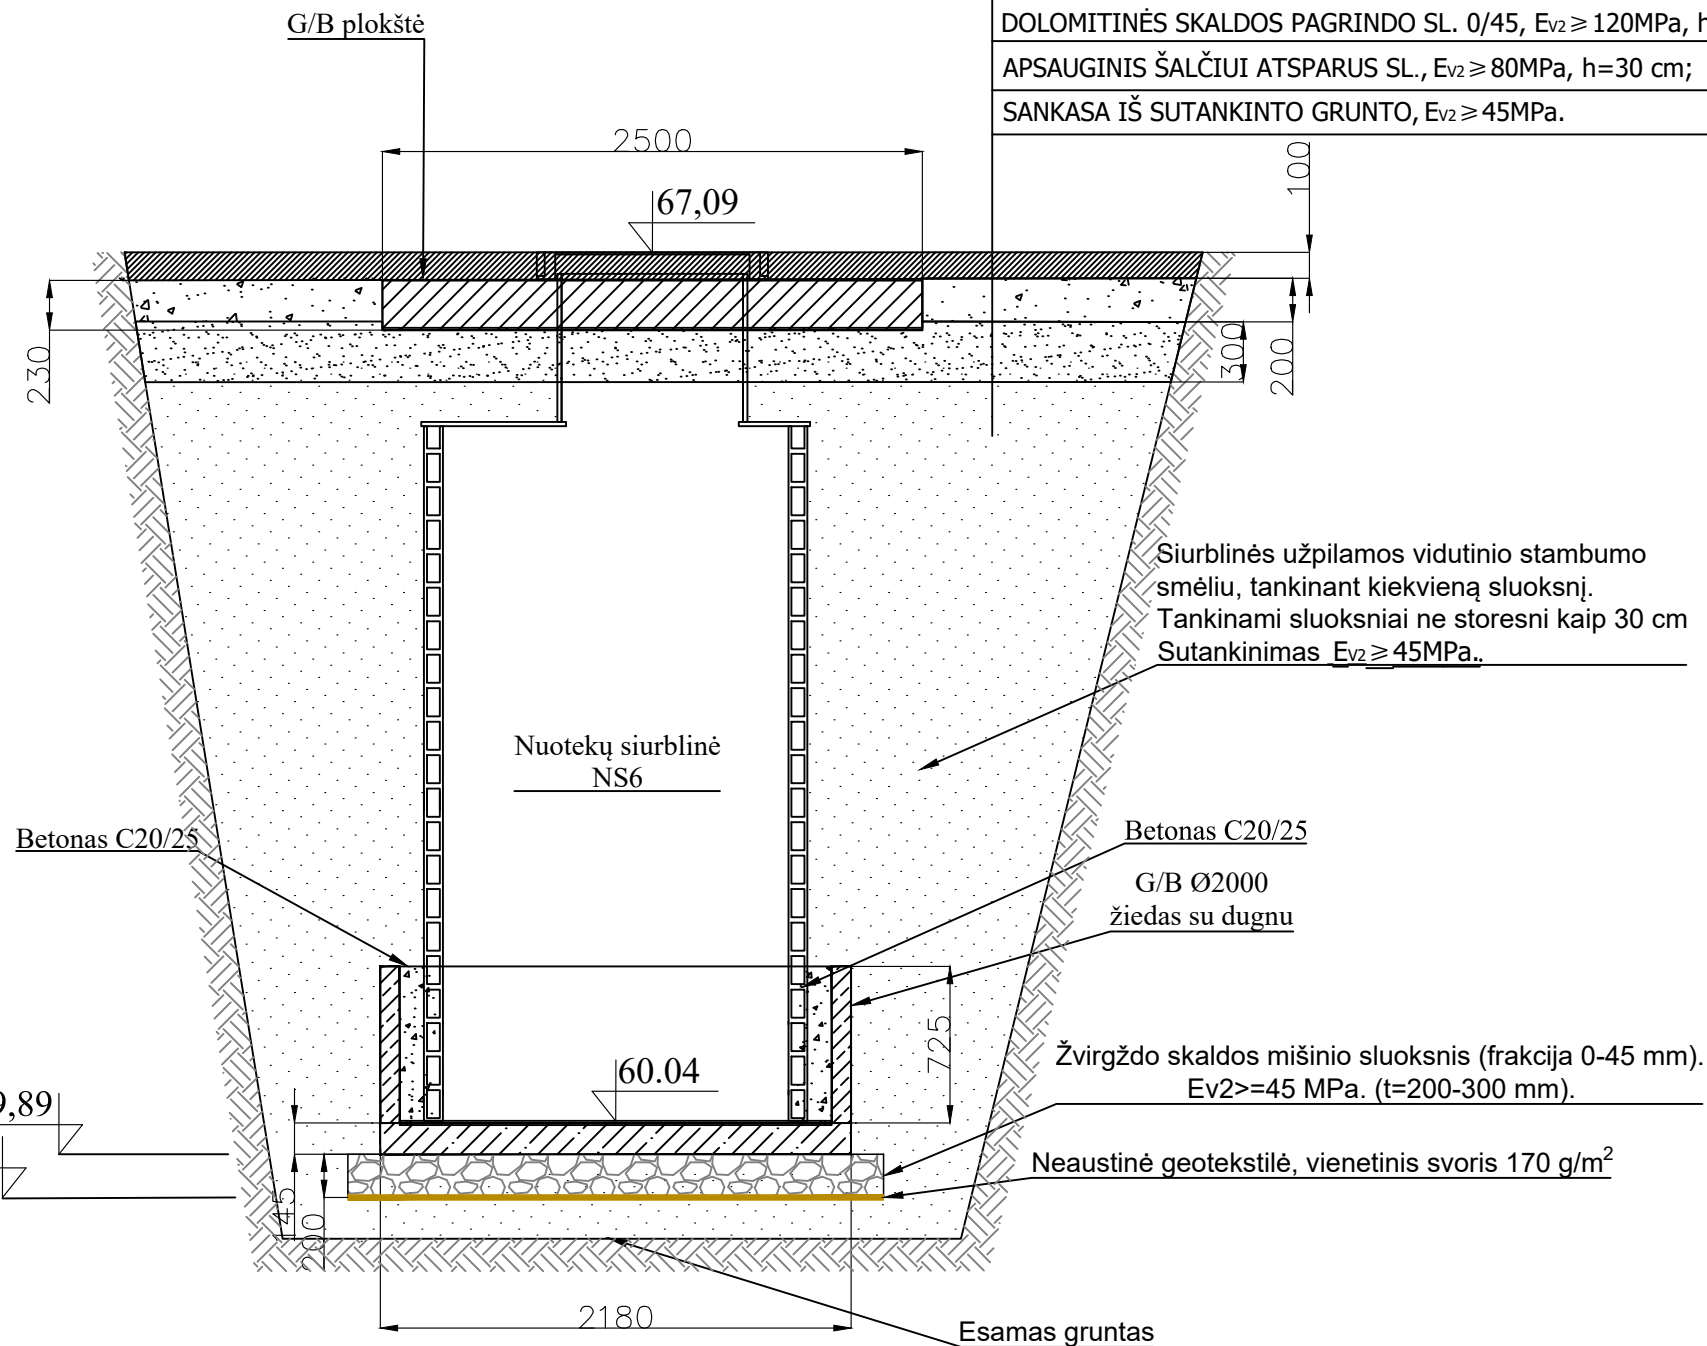 G/B plokštė
DOLOMITINĖS SKALDOS PAGRINDO SL. 0/45, Ev2 ≥ 120MPa, h
APSAUGINIS ŠALČIUI ATSPARUS SL., Ev2 ≥ 80MPa, h=30 cm;
SANKASA IŠ SUTANKINTO GRUNTO, Ev2 ≥ 45MPa.
2500
100
67,09
230
300
200
Siurblinės užpilamos vidutinio stambumo
smėliu, tankinant kiekvieną sluoksnį.
Tankinami sluoksniai ne storesni kaip 30 cm
Sutankinimas Ev2 ≥ 45MPa..
Nuotekų siurblinė
NS6
Betonas C20/25
Betonas C20/25
G/B Ø2000
žiedas su dugnu
725
60.04
Žvirgždo skaldos mišinio sluoksnis (frakcija 0-45 mm).
Ev2>=45 MPa. (t=200-300 mm).
9,89
Neaustinė geotekstilė, vienetinis svoris 170 g/m²
145
200
2180
Esamas gruntas